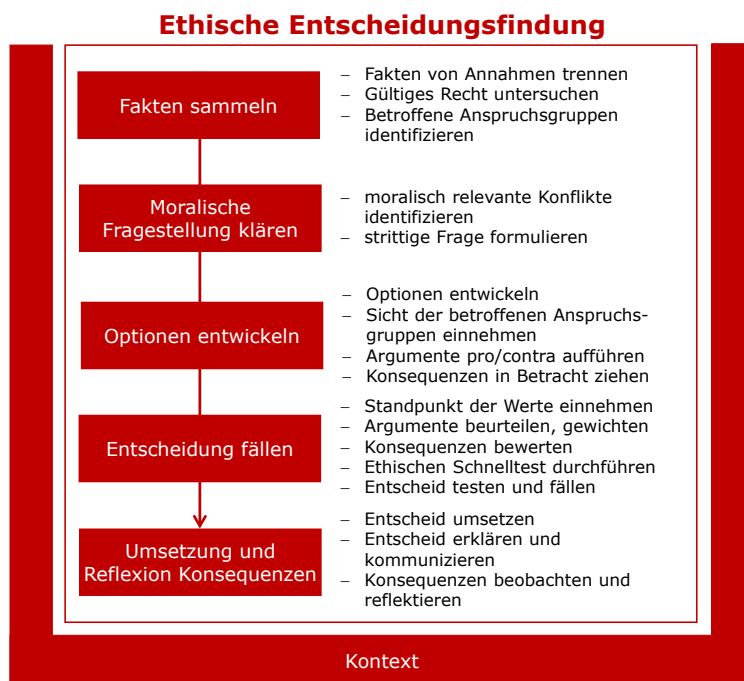 Ethische Entscheidungsfindung
Fakten sammeln
– Fakten von Annahmen trennen
– Gültiges Recht untersuchen
– Betroffene Anspruchsgruppen
identifizieren
Moralische
Fragestellung klären
– moralisch relevante Konflikte
identifizieren
– strittige Frage formulieren
Optionen entwickeln
– Optionen entwickeln
– Sicht der betroffenen Anspruchs-
gruppen einnehmen
– Argumente pro/contra aufführen
– Konsequenzen in Betracht ziehen
Entscheidung fällen
– Standpunkt der Werte einnehmen
– Argumente beurteilen, gewichten
– Konsequenzen bewerten
– Ethischen Schnelltest durchführen
– Entscheid testen und fällen
Umsetzung und
Reflexion Konsequenzen
– Entscheid umsetzen
– Entscheid erklären und
kommunizieren
– Konsequenzen beobachten und
reflektieren
Kontext